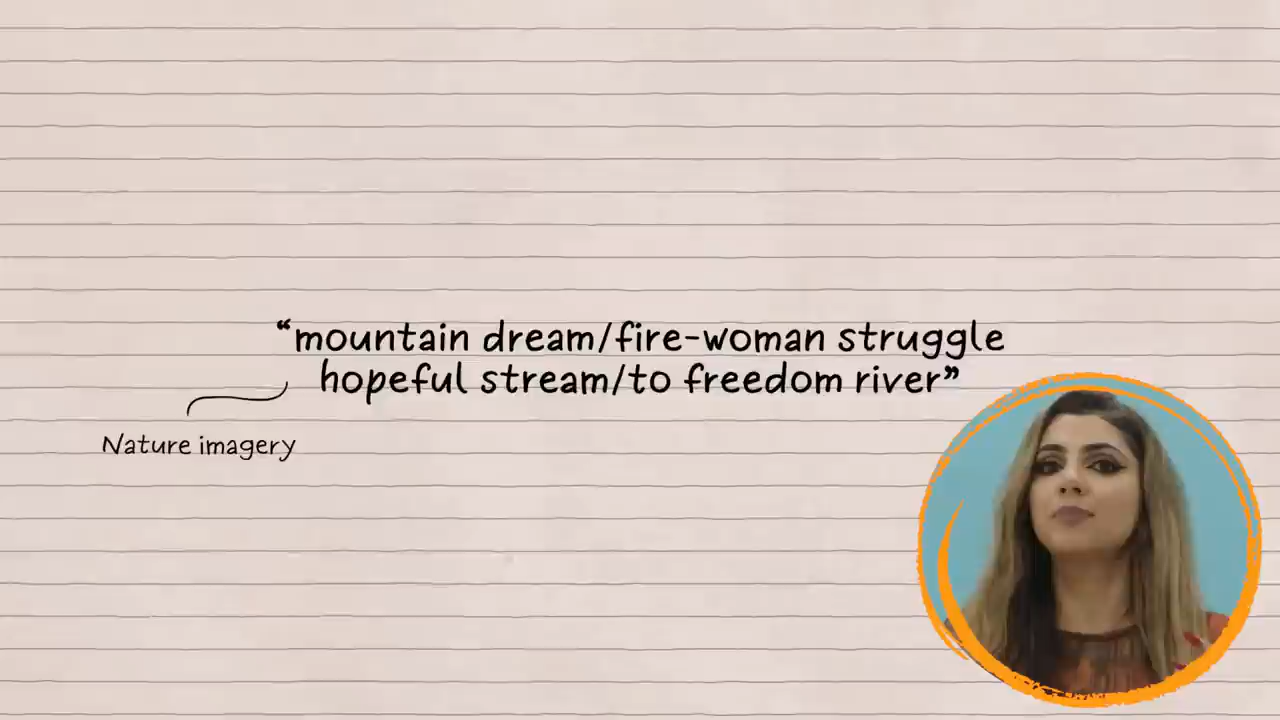 “mountain dream/fire-woman struggle
hopeful stream/to freedom river”
Nature imagery